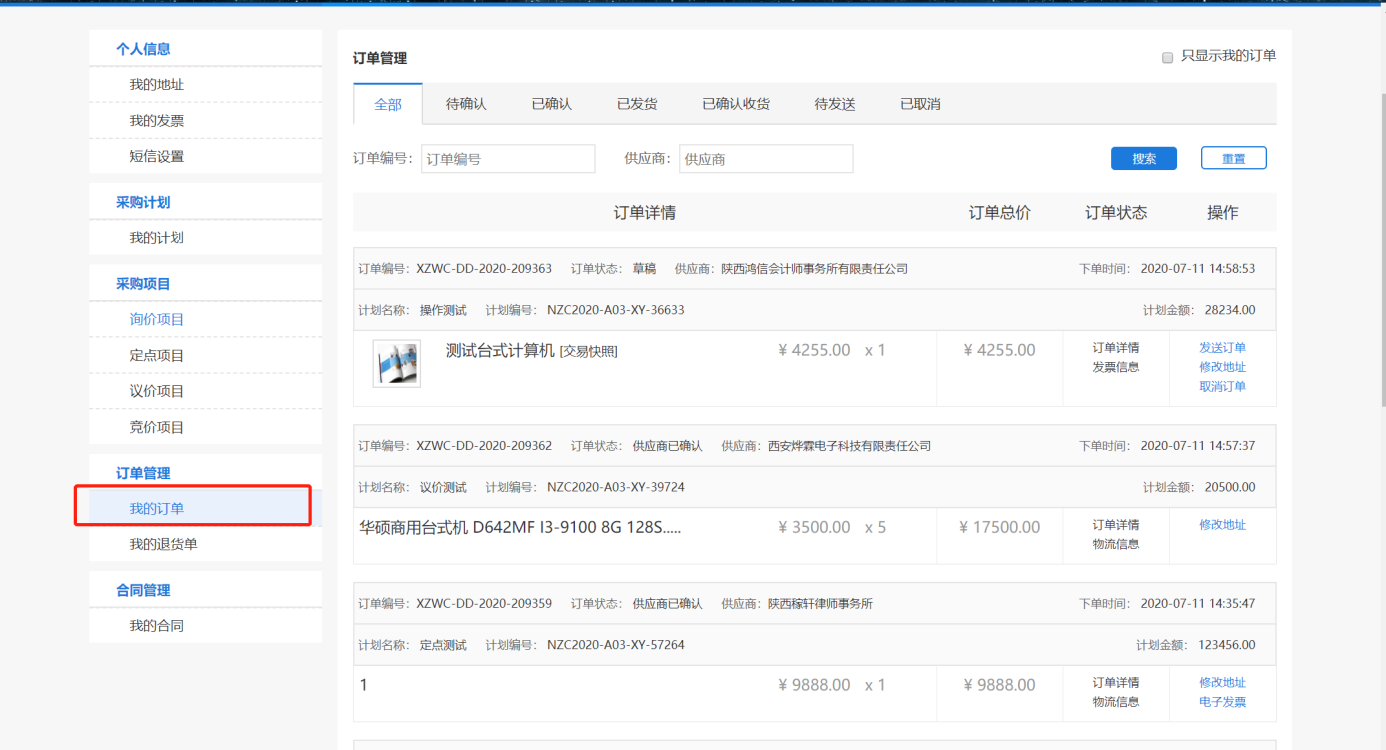 个人信息
我的地址
我的发票
短信设置
采购计划
我的计划
采购项目
询价项目
定点项目
议价项目
竞价项目
订单管理
我的订单
我的退货单
合同管理
我的合同
订单管理 只显示我的订单
全部 待确认 已确认 已发货 已确认收货 待发送 已取消
订单编号: 订单编号 供应商: 供应商 搜索 重置
订单详情 订单总价 订单状态 操作
订单编号: XZWC-DD-2020-209363 订单状态: 草稿 供应商: 陕西鸿信会计师事务所有限责任公司 下单时间: 2020-07-11 14:58:53
计划名称: 操作测试 计划编号: NZC2020-A03-XY-36633 计划金额: 28234.00
测试台式计算机 [交易快照] ¥ 4255.00 x 1 ¥ 4255.00 订单详情 发送订单
发票信息 修改地址
取消订单
订单编号: XZWC-DD-2020-209362 订单状态: 供应商已确认 供应商: 西安烨霖电子科技有限责任公司 下单时间: 2020-07-11 14:57:37
计划名称: 议价测试 计划编号: NZC2020-A03-XY-39724 计划金额: 20500.00
华硕商用台式机 D642MF I3-9100 8G 128S..... ¥ 3500.00 x 5 ¥ 17500.00 订单详情 修改地址
物流信息
订单编号: XZWC-DD-2020-209359 订单状态: 供应商已确认 供应商: 陕西稼轩律师事务所 下单时间: 2020-07-11 14:35:47
计划名称: 定点测试 计划编号: NZC2020-A03-XY-57264 计划金额: 123456.00
1 ¥ 9888.00 x 1 ¥ 9888.00 订单详情 修改地址
物流信息 电子发票